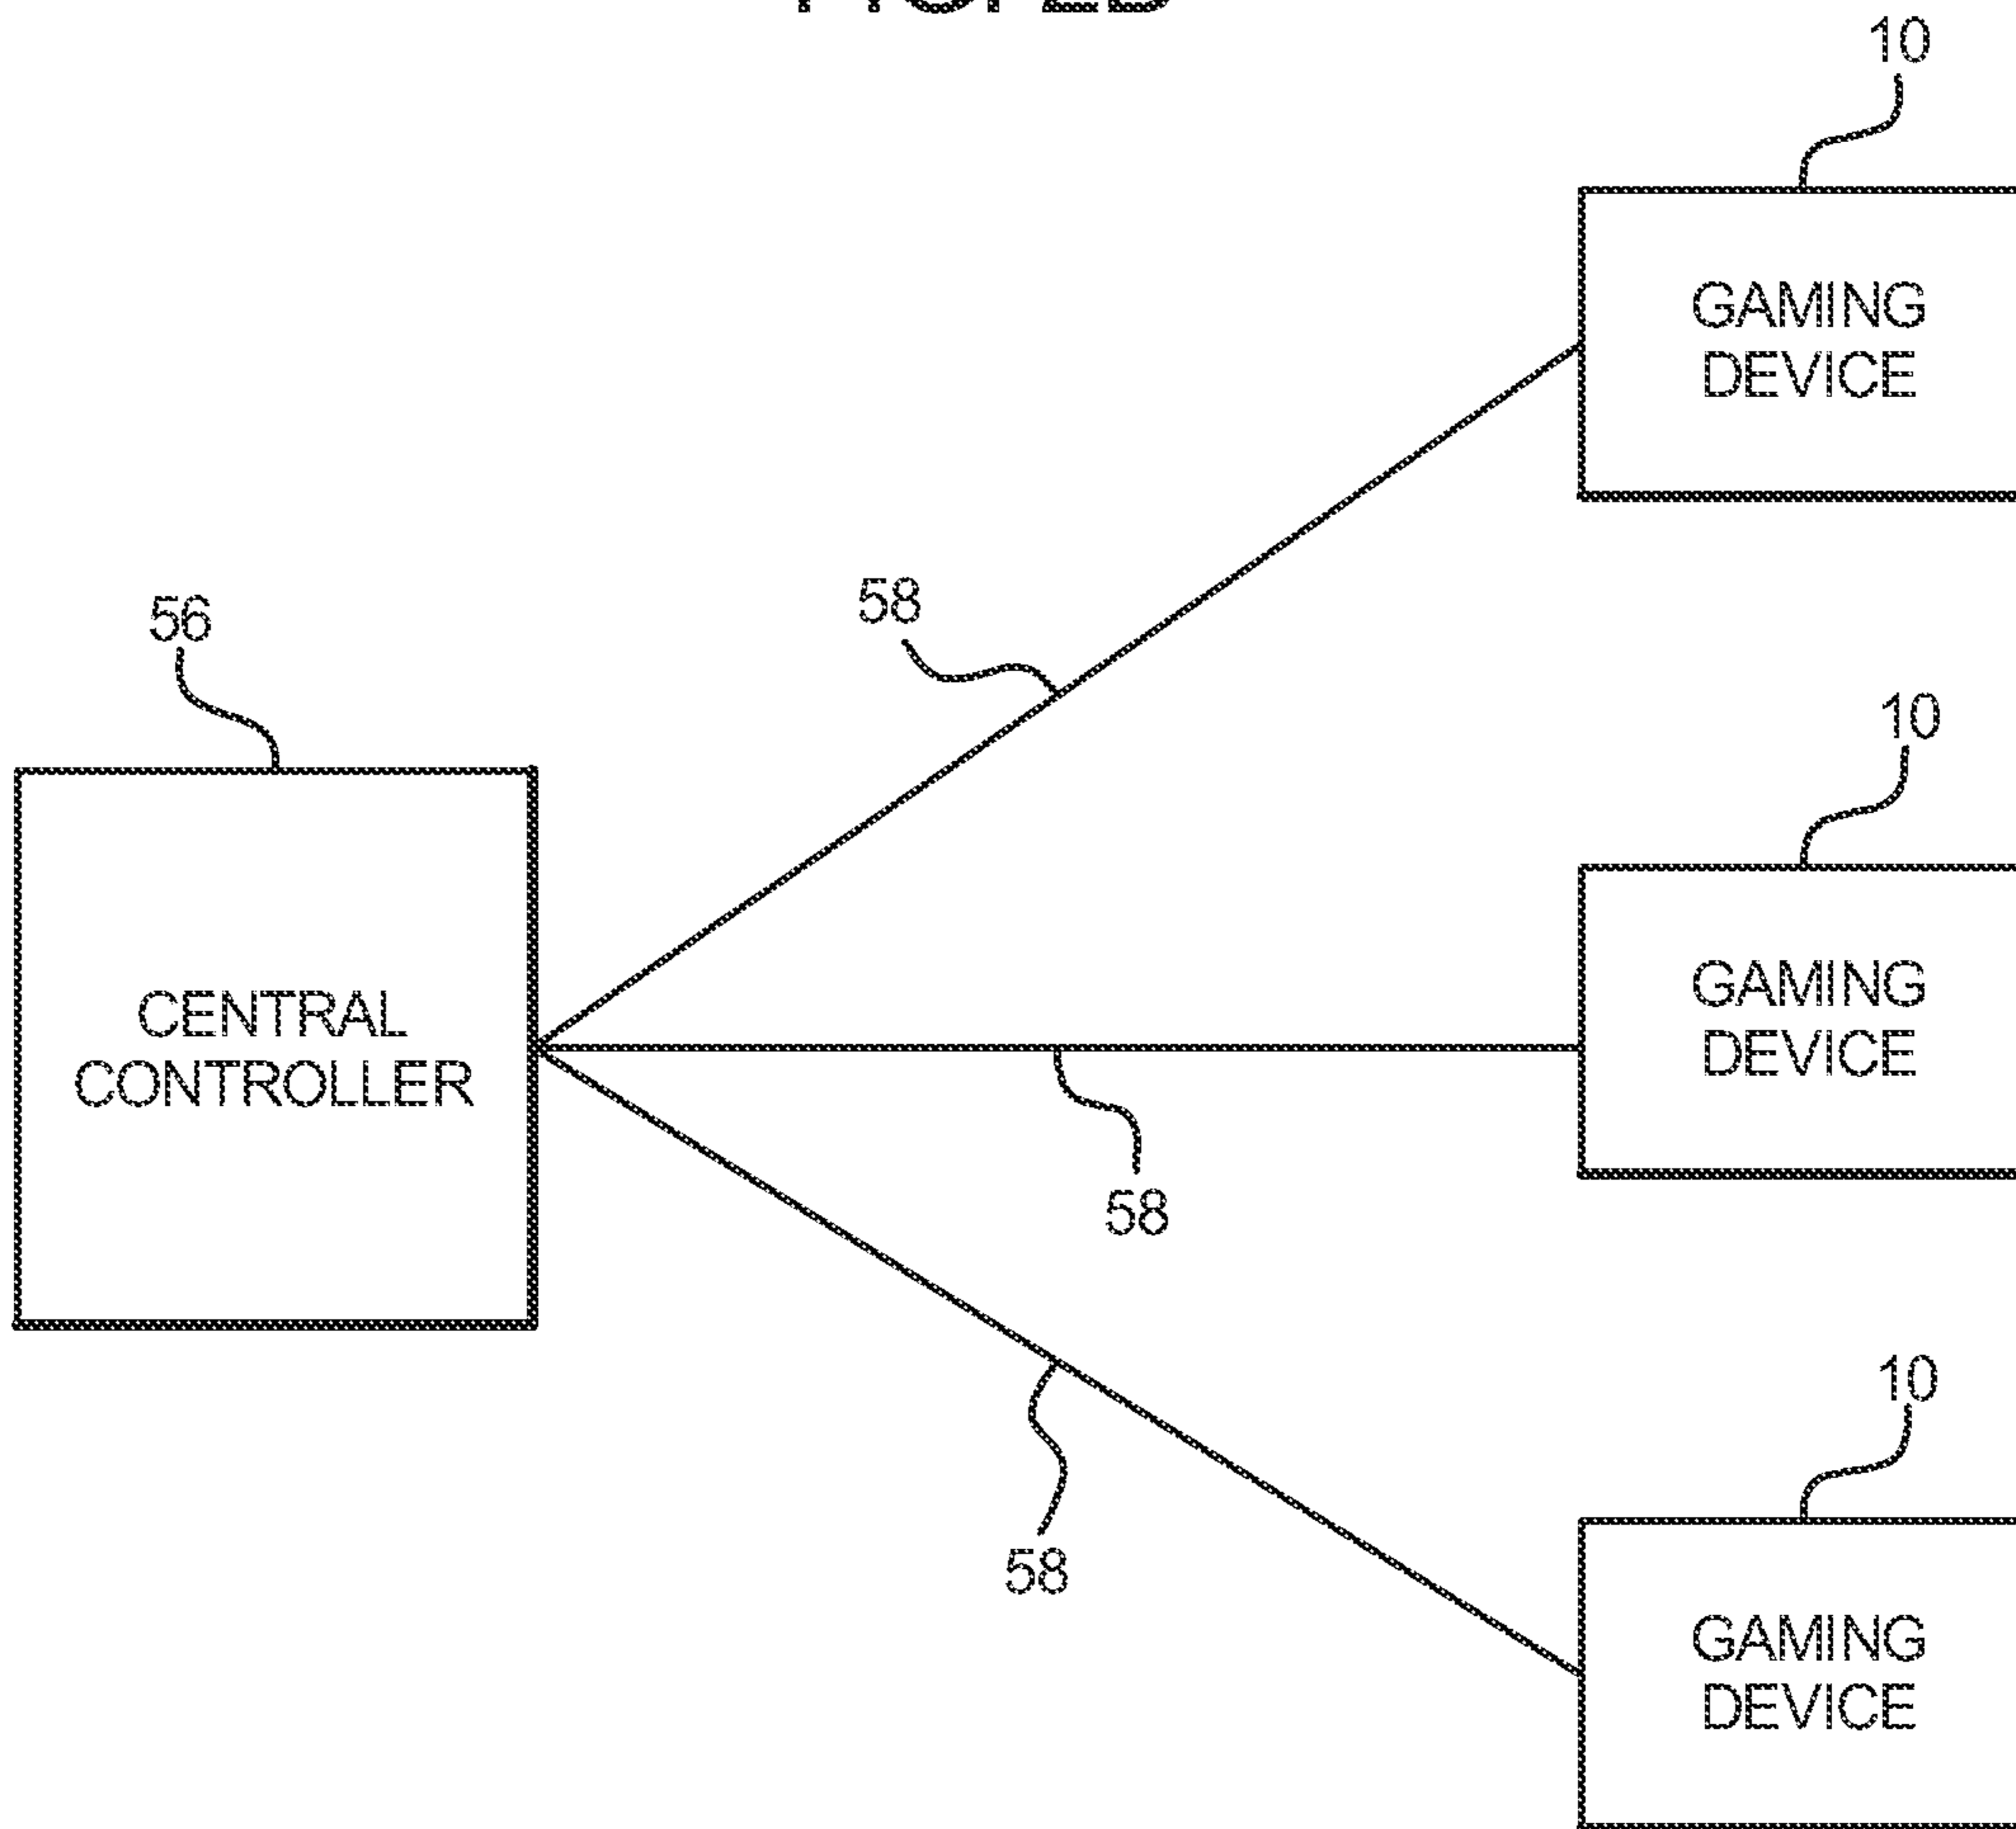 10
GAMING
DEVICE
58
56
10
CENTRAL
CONTROLLER
GAMING
DEVICE
58
10
58
GAMING
DEVICE